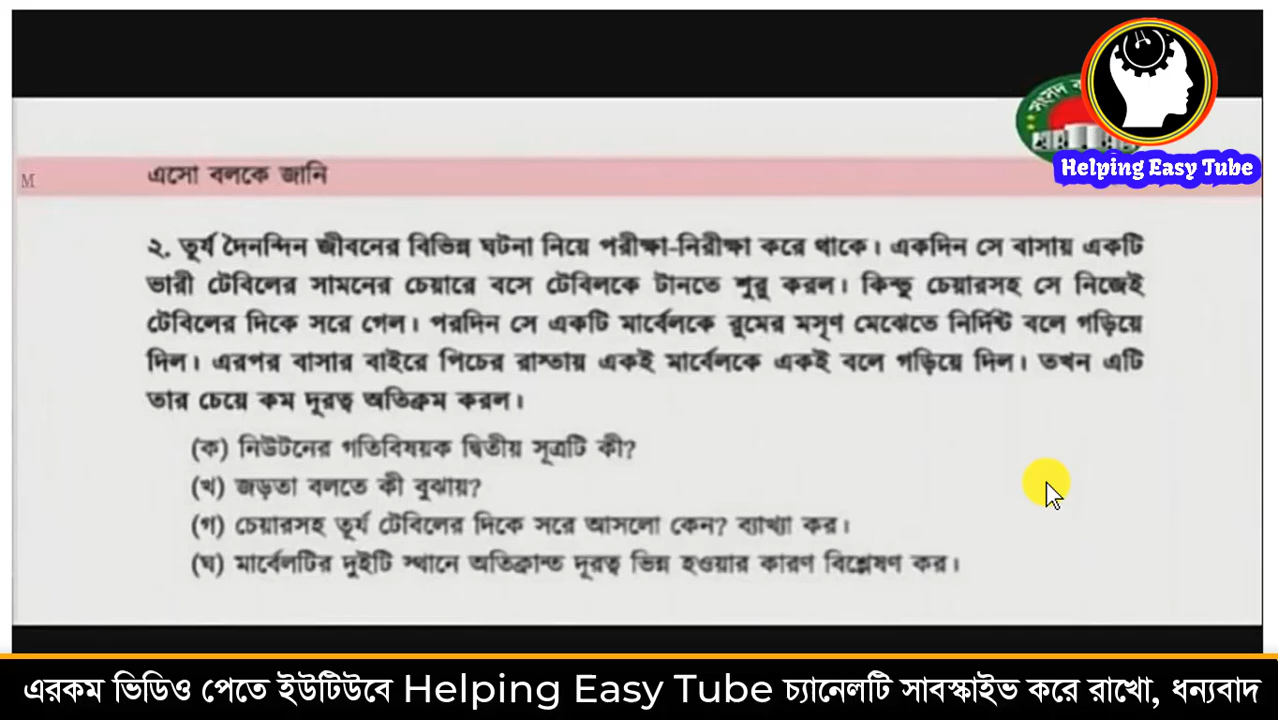 সংসদ
Helping Easy Tube
M
এসো বলকে জানি
২. তূর্য দৈনন্দিন জীবনের বিভিন্ন ঘটনা নিয়ে পরীক্ষা-নিরীক্ষা করে থাকে। একদিন সে বাসায় একটি
ভারী টেবিলের সামনের চেয়ারে বসে টেবিলকে টানতে শুরু করল। কিন্তু চেয়ারসহ সে নিজেই
টেবিলের দিকে সরে গেল। পরদিন সে একটি মার্বেলকে রুমের মসৃণ মেঝেতে নির্দিষ্ট বলে গড়িয়ে
দিল। এরপর বাসার বাইরে পিচের রাস্তায় একই মার্বেলকে একই বলে গড়িয়ে দিল। তখন এটি
তার চেয়ে কম দূরত্ব অতিক্রম করল।
(ক) নিউটনের গতিবিষয়ক দ্বিতীয় সূত্রটি কী?
(খ) জড়তা বলতে কী বুঝায়?
(গ) চেয়ারসহ তূর্য টেবিলের দিকে সরে আসলো কেন? ব্যাখ্যা কর।
(ঘ) মার্বেলটির দুইটি স্থানে অতিক্রান্ত দূরত্ব ভিন্ন হওয়ার কারণ বিশ্লেষণ কর।
এরকম ভিডিও পেতে ইউটিউবে Helping Easy Tube চ্যানেলটি সাবস্কাইভ করে রাখো, ধন্যবাদ